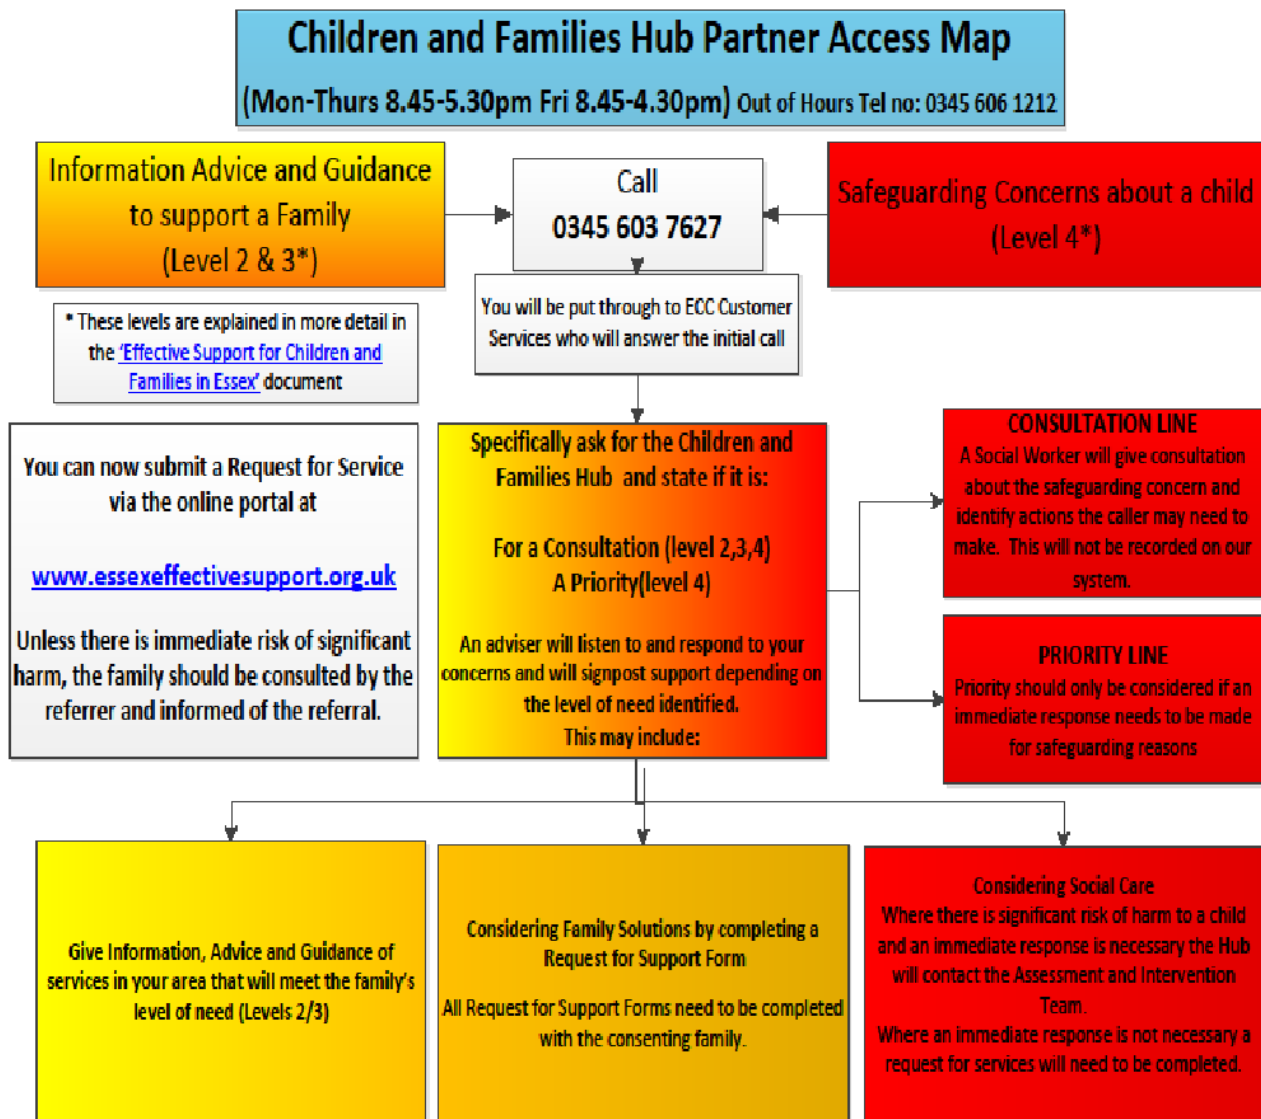 Children and Families Hub Partner Access Map
(Mon-Thurs 8.45-5.30pm Fri 8.45-4.30pm) Out of Hours Tel no: 0345 606 1212
Information Advice and Guidance
to support a Family
(Level 2 & 3*)
Call
0345 603 7627
Safeguarding Concerns about a child
(Level 4*)
* These levels are explained in more detail in
the 'Effective Support for Children and
Families in Essex' document
You will be put through to ECC Customer
Services who will answer the initial call
You can now submit a Request for Service
via the online portal at
www.essexeffectivesupport.org.uk
Unless there is immediate risk of significant
harm, the family should be consulted by the
referrer and informed of the referral.
Specifically ask for the Children and
Families Hub and state if it is:
For a Consultation (level 2,3,4)
A Priority(level 4)
An adviser will listen to and respond to your
concerns and will signpost support depending on
the level of need identified.
This may include:
CONSULTATION LINE
A Social Worker will give consultation
about the safeguarding concern and
identify actions the caller may need to
make. This will not be recorded on our
system.
PRIORITY LINE
Priority should only be considered if an
immediate response needs to be made
for safeguarding reasons
Give Information, Advice and Guidance of
services in your area that will meet the family's
level of need (Levels 2/3)
Considering Family Solutions by completing a
Request for Support Form
All Request for Support Forms need to be completed
with the consenting family.
Considering Social Care
Where there is significant risk of harm to a child
and an immediate response is necessary the Hub
will contact the Assessment and Intervention
Team.
Where an immediate response is not necessary a
request for services will need to be completed.